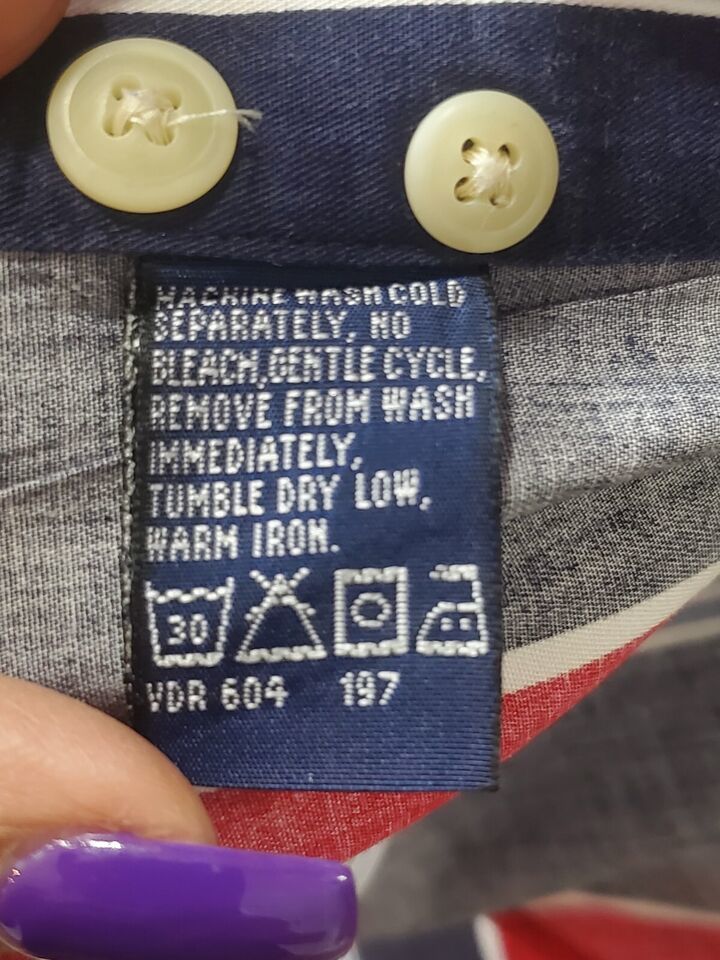 MACHINE WASH COLD
SEPARATELY, NO
BLEACH,GENTLE CYCLE,
REMOVE FROM WASH
IMMEDIATELY,
TUMBLE DRY LOW,
WARM IRON.
30
VDR 604 197